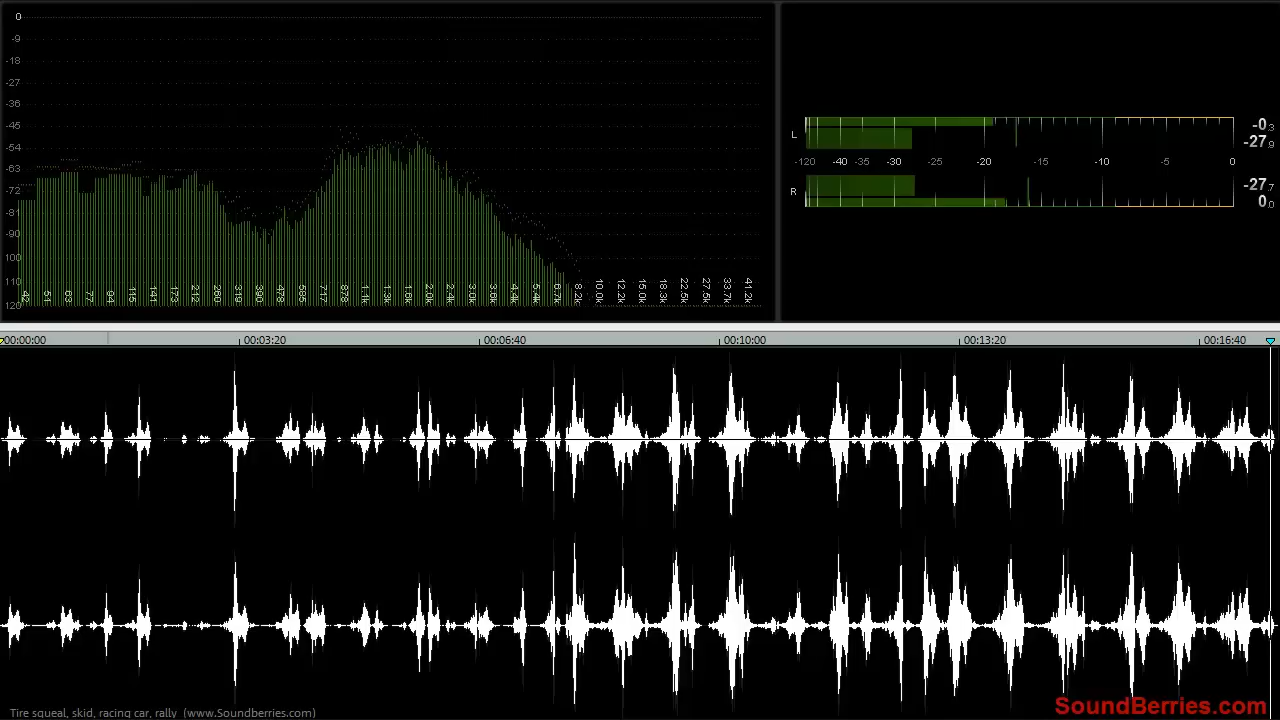 0
-9
-18
-27
-36
-45
-54
-63
-72
-81
-90
100
110
120
42 51 63 77 94 115 141 173 212 260 319 390 478 585 717 878 1.1k 1.3k 1.6k 2.0k 2.4k 3.0k 3.6k 4.4k 5.4k 6.7k 8.2k 10.0k 12.2k 15.0k 18.3k 22.5k 27.5k 33.7k 41.2k
L
-0.3
-27.9
-120 -40 -35 -30 -25 -20 -15 -10 -5 0
R
-27.7
0.0
00:00:00 00:03:20 00:06:40 00:10:00 00:13:20 00:16:40
Tire squeal, skid, racing car, rally (www.Soundberries.com)
SoundBerries.com